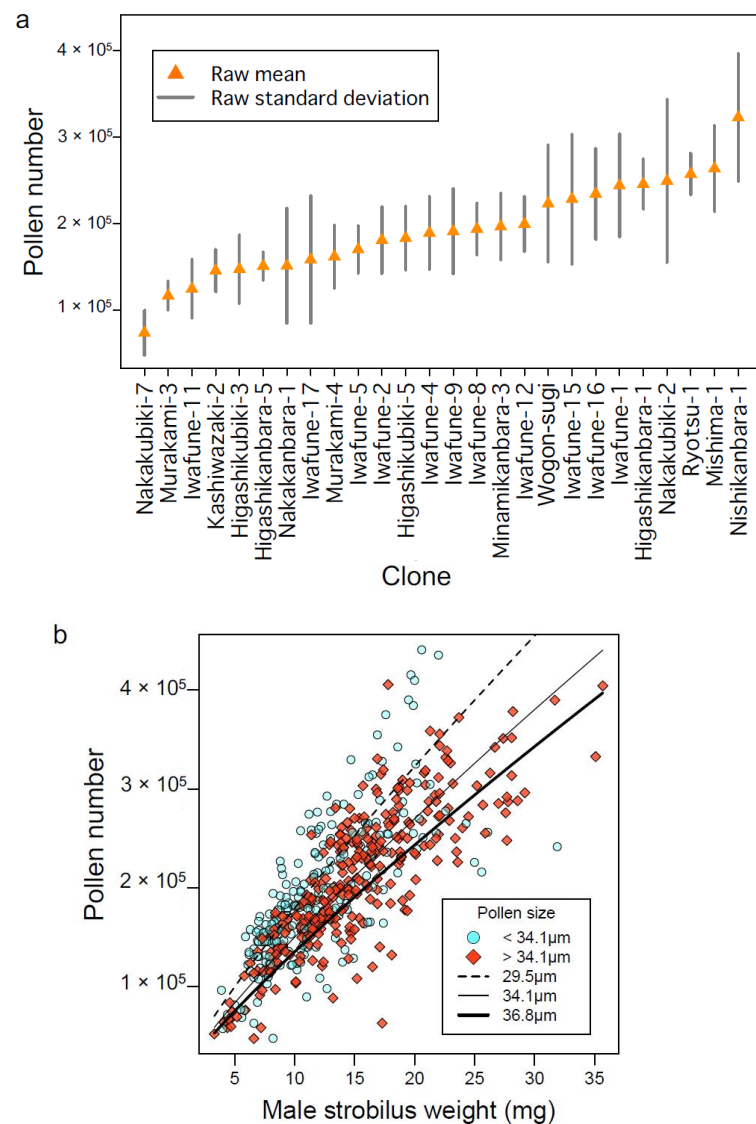 a
4 × 10⁵
3 × 10⁵
2 × 10⁵
1 × 10⁵
Pollen number
Raw mean
Raw standard deviation
Nakakubiki-7
Murakami-3
Iwafune-11
Kashiwazaki-2
Higashikubiki-3
Higashikanbara-5
Nakakanbara-1
Iwafune-17
Murakami-4
Iwafune-5
Iwafune-2
Higashikubiki-5
Iwafune-4
Iwafune-9
Iwafune-8
Minamikanbara-3
Iwafune-12
Wogon-sugi
Iwafune-15
Iwafune-16
Iwafune-1
Higashikanbara-1
Nakakubiki-2
Ryotsu-1
Mishima-1
Nishikanbara-1
Clone
b
4 × 10⁵
3 × 10⁵
2 × 10⁵
1 × 10⁵
Pollen number
Pollen size
< 34.1μm
> 34.1μm
29.5μm
34.1μm
36.8μm
5 10 15 20 25 30 35
Male strobilus weight (mg)